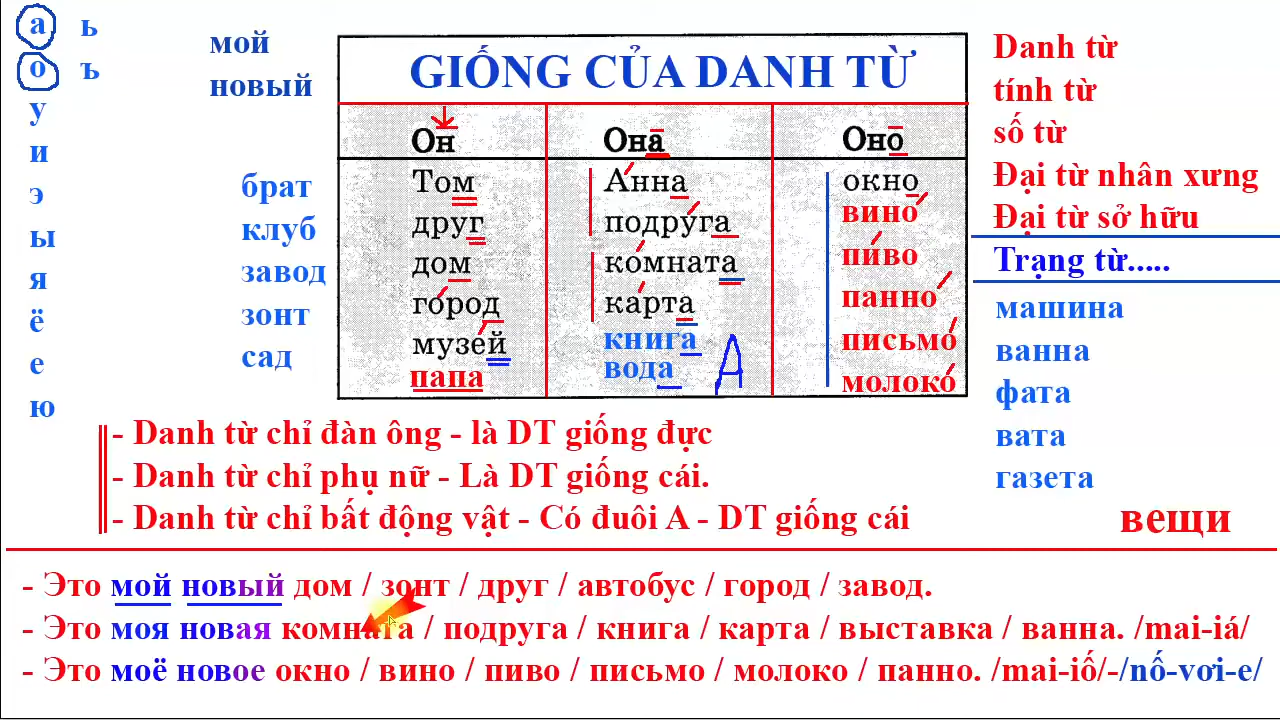 а ь
о ъ
у
и
э
ы
я
ё
е
ю
мой
новый
брат
клуб
завод
зонт
сад
GIỐNG CỦA DANH TỪ
Он Она Оно
Том Анна окно
друг подруга вино
дом комната пиво
город карта панно
музей книга письмо
папа вода молоко
А
Danh từ
tính từ
số từ
Đại từ nhân xưng
Đại từ sở hữu
Trạng từ.....
машина
ванна
фата
вата
газета
вещи
- Danh từ chỉ đàn ông - là DT giống đực
- Danh từ chỉ phụ nữ - Là DT giống cái.
- Danh từ chỉ bất động vật - Có đuôi A - DT giống cái
- Это мой новый дом / зонт / друг / автобус / город / завод.
- Это моя новая комната / подруга / книга / карта / выставка / ванна. /mai-iá/
- Это моё новое окно / вино / пиво / письмо / молоко / панно. /mai-iố/-/nố-vơi-e/